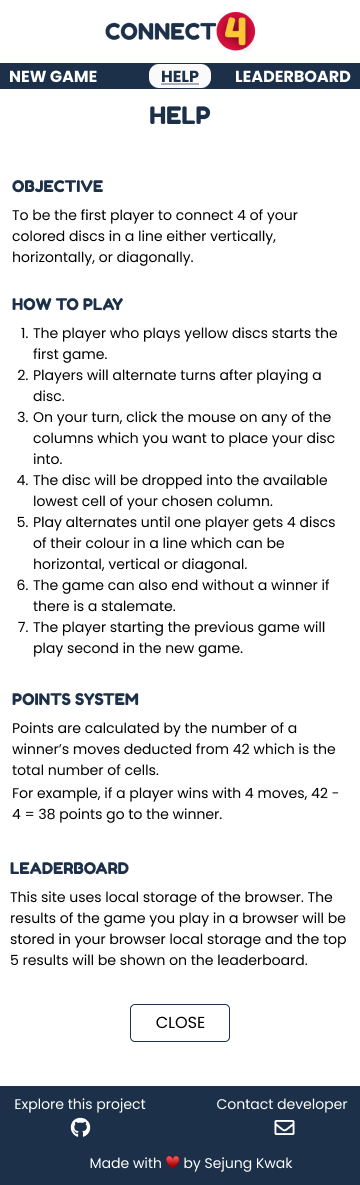 CONNECT 4
NEW GAME HELP LEADERBOARD
HELP
OBJECTIVE
To be the first player to connect 4 of your
colored discs in a line either vertically,
horizontally, or diagonally.
HOW TO PLAY
1. The player who plays yellow discs starts the
first game.
2. Players will alternate turns after playing a
disc.
3. On your turn, click the mouse on any of the
columns which you want to place your disc
into.
4. The disc will be dropped into the available
lowest cell of your chosen column.
5. Play alternates until one player gets 4 discs
of their colour in a line which can be
horizontal, vertical or diagonal.
6. The game can also end without a winner if
there is a stalemate.
7. The player starting the previous game will
play second in the new game.
POINTS SYSTEM
Points are calculated by the number of a
winner's moves deducted from 42 which is the
total number of cells.
For example, if a player wins with 4 moves, 42 -
4 = 38 points go to the winner.
LEADERBOARD
This site uses local storage of the browser. The
results of the game you play in a browser will be
stored in your browser local storage and the top
5 results will be shown on the leaderboard.
CLOSE
Explore this project Contact developer
Made with ❤️ by Sejung Kwak